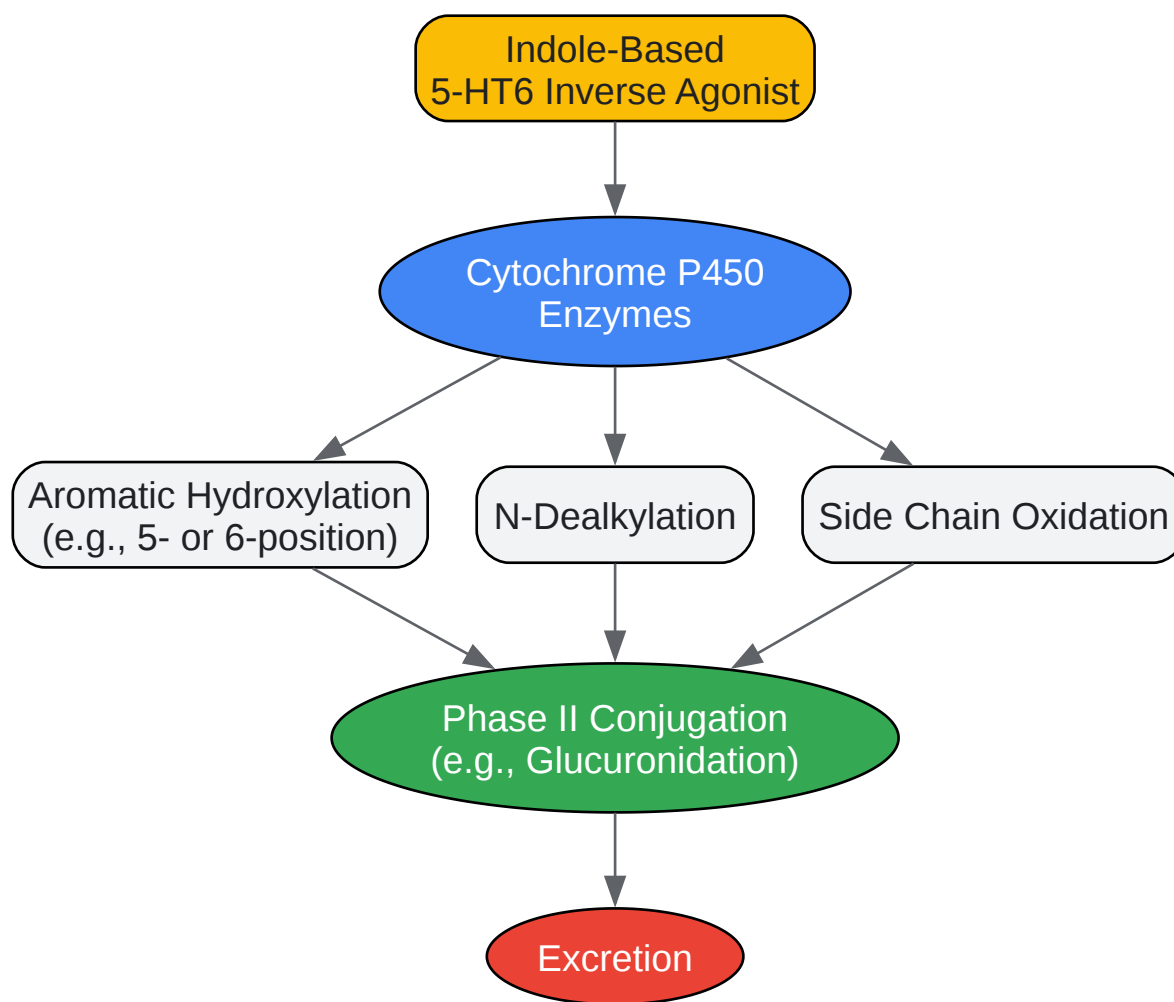 Indole-Based
5-HT6 Inverse Agonist
Cytochrome P450
Enzymes
Aromatic Hydroxylation
(e.g., 5- or 6-position)
N-Dealkylation
Side Chain Oxidation
Phase II Conjugation
(e.g., Glucuronidation)
Excretion